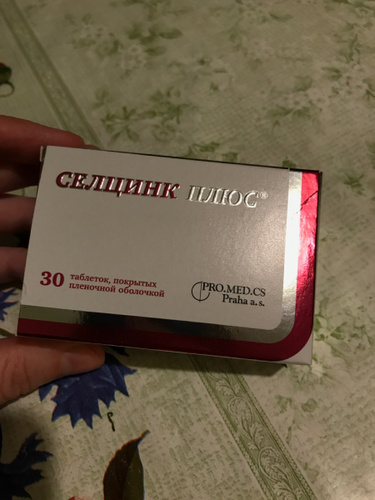 СЕЛЦИНК ПЛЮС®
30 таблеток, покрытых
пленочной оболочкой
PRO.MED.CS
Praha a. s.